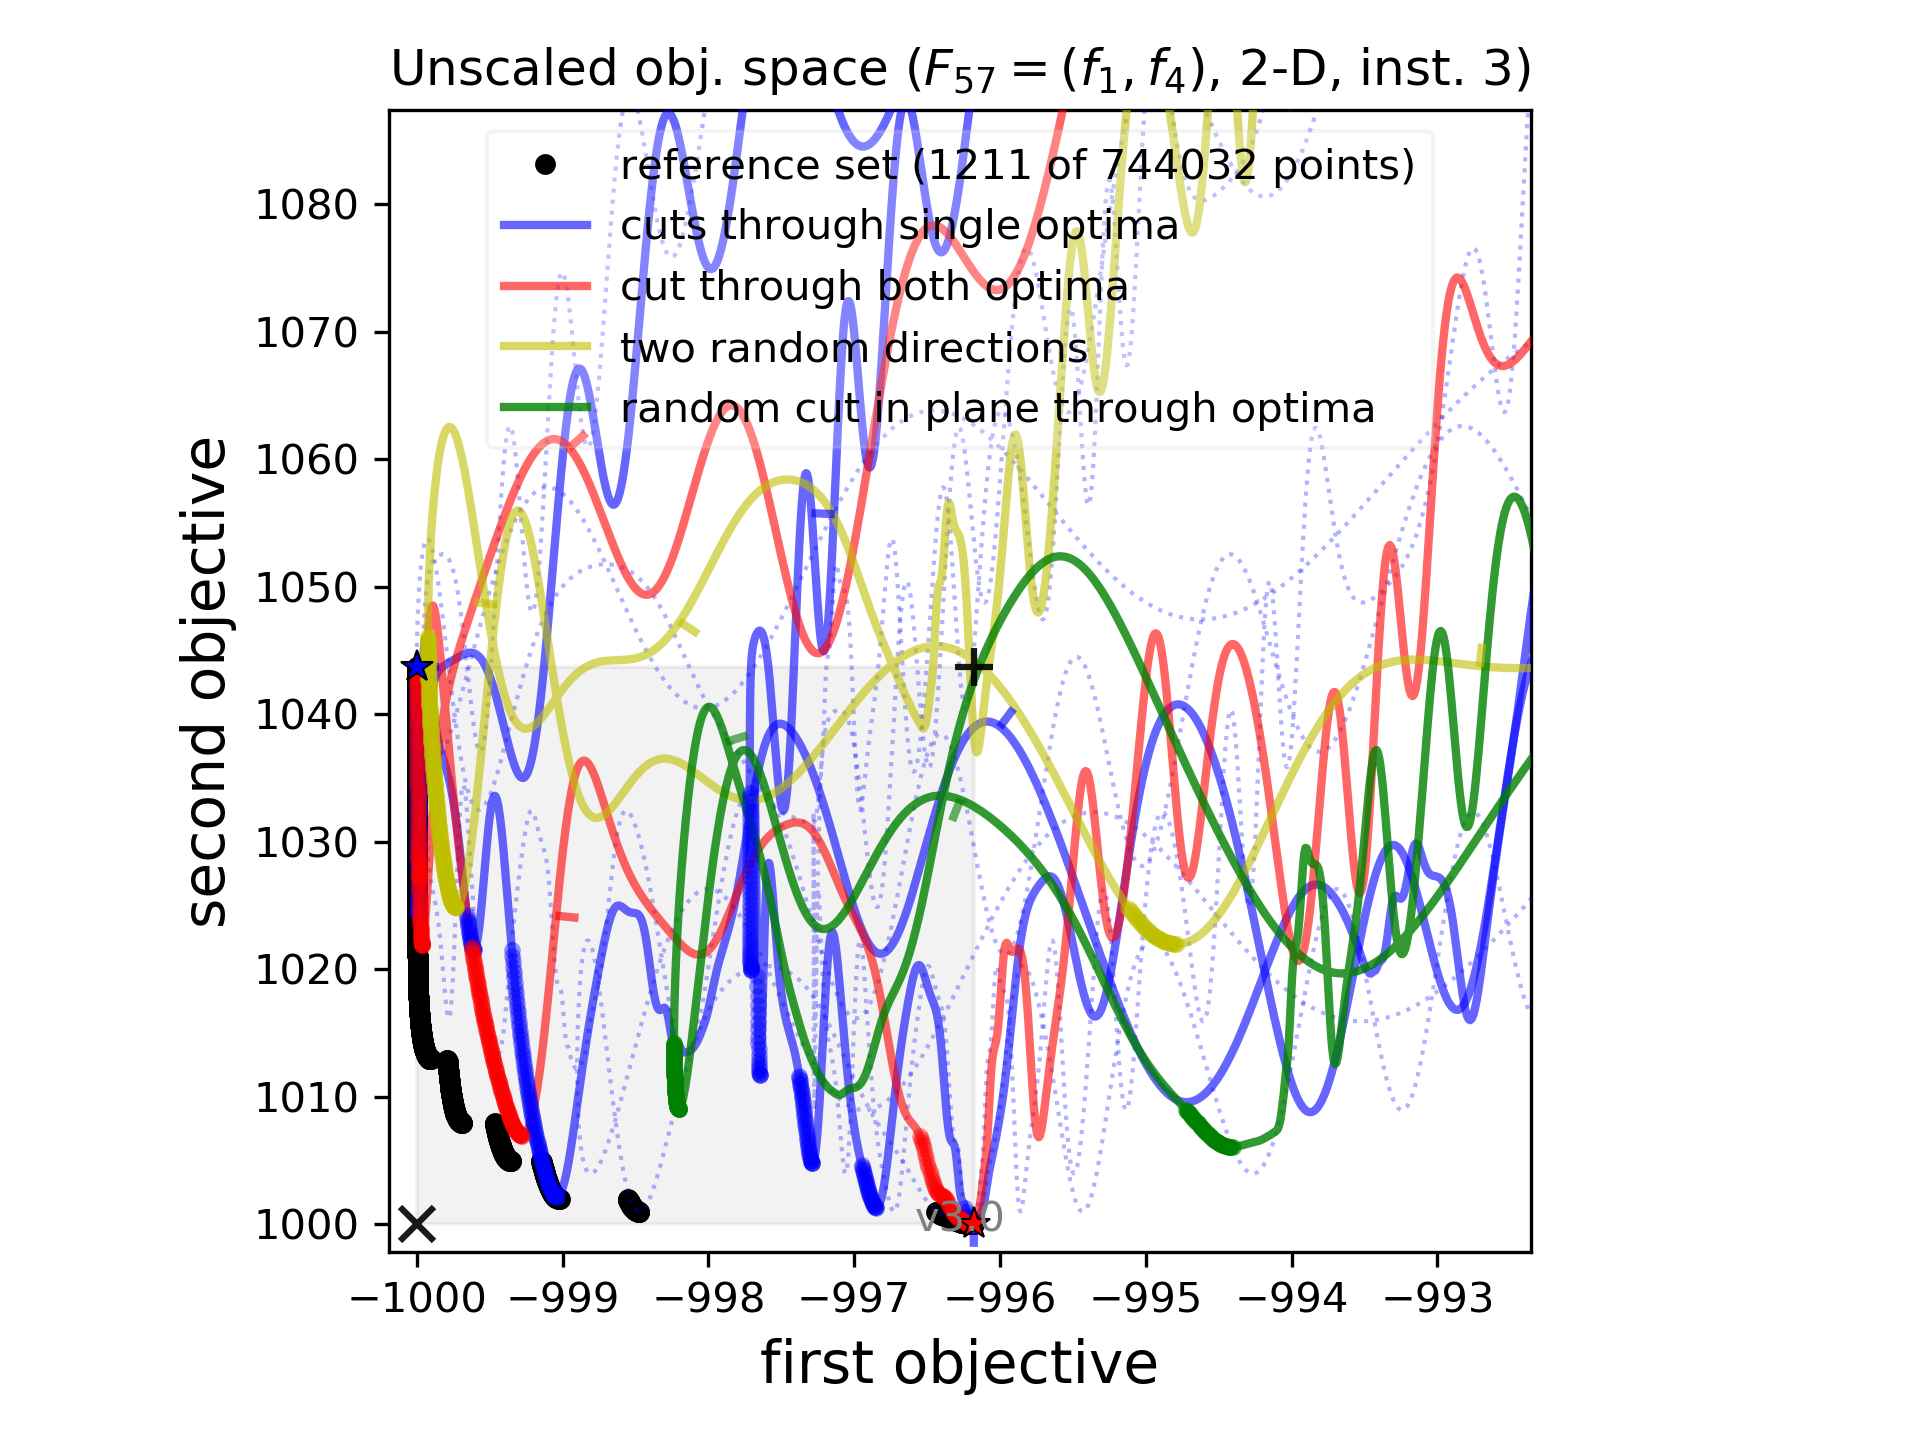 Unscaled obj. space (F57 = (f1, f4), 2-D, inst. 3)
reference set (1211 of 744032 points)
cuts through single optima
cut through both optima
two random directions
random cut in plane through optima
second objective
1080
1070
1060
1050
1040
1030
1020
1010
1000
v3.0
−1000 −999 −998 −997 −996 −995 −994 −993
first objective